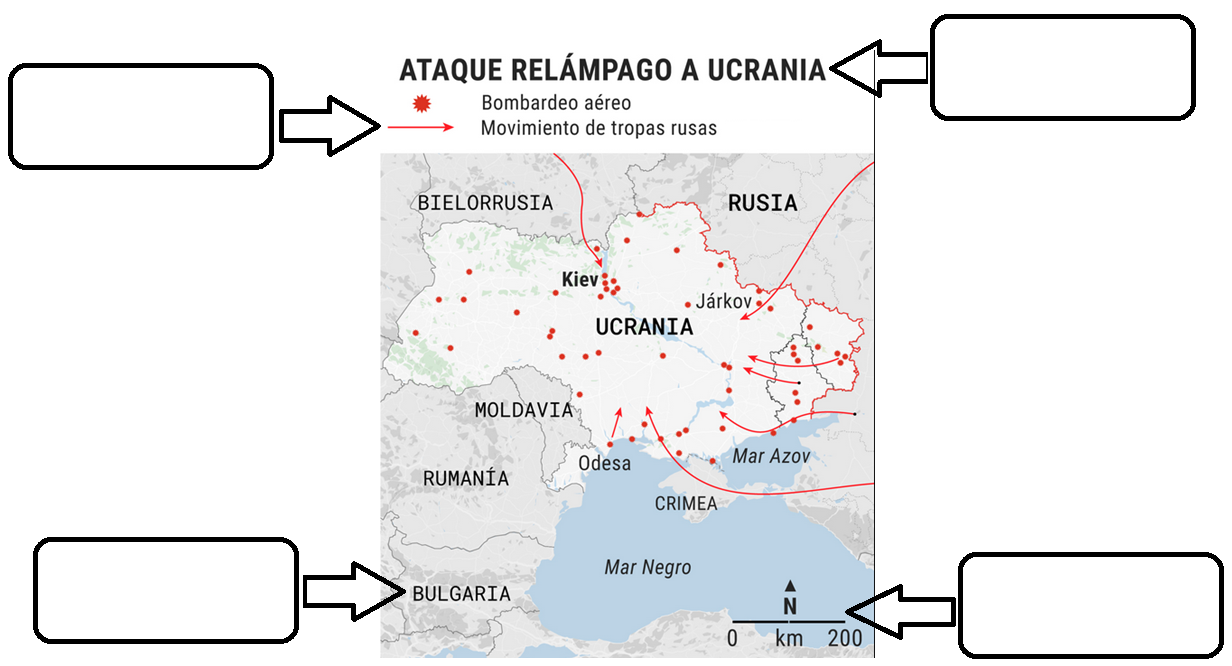 ATAQUE RELÁMPAGO A UCRANIA
Bombardeo aéreo
Movimiento de tropas rusas
BIELORRUSIA
RUSIA
Kiev
Járkov
UCRANIA
MOLDAVIA
Mar Azov
Odesa
RUMANÍA
CRIMEA
Mar Negro
BULGARIA
N
0 km 200